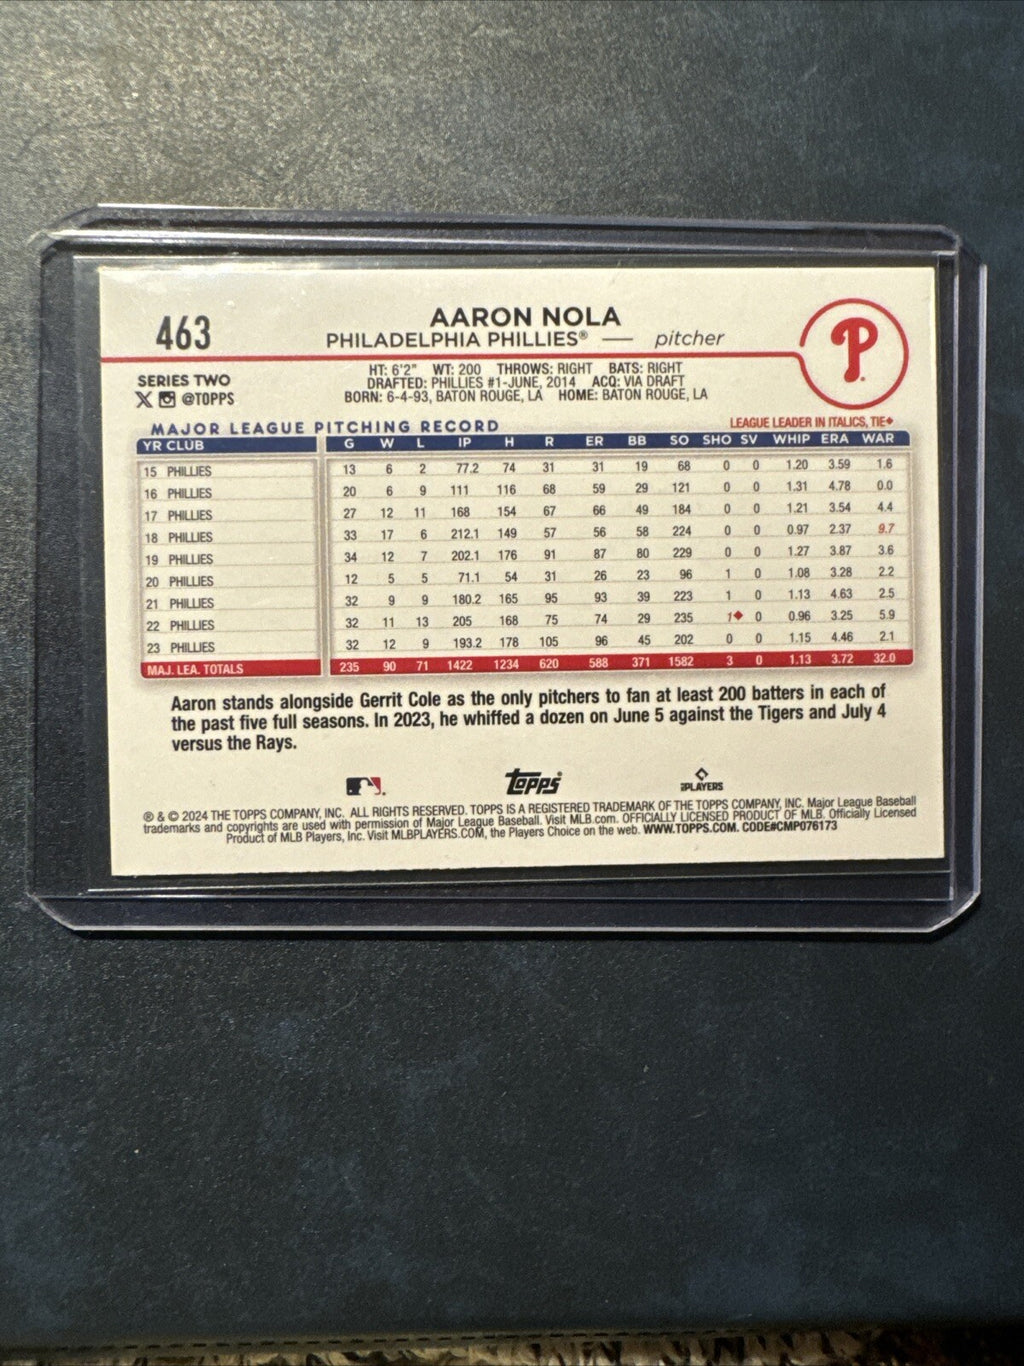 463
AARON NOLA
PHILADELPHIA PHILLIES® — pitcher
P
SERIES TWO
@TOPPS
HT: 6'2" WT: 200 THROWS: RIGHT BATS: RIGHT
DRAFTED: PHILLIES #1-JUNE, 2014 ACQ: VIA DRAFT
BORN: 6-4-93, BATON ROUGE, LA HOME: BATON ROUGE, LA
MAJOR LEAGUE PITCHING RECORD
LEAGUE LEADER IN ITALICS, TIE◆
YR CLUB G W L IP H R ER BB SO SHO SV WHIP ERA WAR
15 PHILLIES 13 6 2 77.2 74 31 31 19 68 0 0 1.20 3.59 1.6
16 PHILLIES 20 6 9 111 116 68 59 29 121 0 0 1.31 4.78 0.0
17 PHILLIES 27 12 11 168 154 67 66 49 184 0 0 1.21 3.54 4.4
18 PHILLIES 33 17 6 212.1 149 57 56 58 224 0 0 0.97 2.37 9.7
19 PHILLIES 34 12 7 202.1 176 91 87 80 229 0 0 1.27 3.87 3.6
20 PHILLIES 12 5 5 71.1 54 31 26 23 96 1 0 1.08 3.28 2.2
21 PHILLIES 32 9 9 180.2 165 95 93 39 223 1 0 1.13 4.63 2.5
22 PHILLIES 32 11 13 205 168 75 74 29 235 1◆ 0 0.96 3.25 5.9
23 PHILLIES 32 12 9 193.2 178 105 96 45 202 0 0 1.15 4.46 2.1
MAJ. LEA. TOTALS 235 90 71 1422 1234 620 588 371 1582 3 0 1.13 3.72 32.0
Aaron stands alongside Gerrit Cole as the only pitchers to fan at least 200 batters in each of
the past five full seasons. In 2023, he whiffed a dozen on June 5 against the Tigers and July 4
versus the Rays.
Topps
PLAYERS
® & © 2024 THE TOPPS COMPANY, INC. ALL RIGHTS RESERVED. TOPPS IS A REGISTERED TRADEMARK OF THE TOPPS COMPANY, INC. Major League Baseball
trademarks and copyrights are used with permission of Major League Baseball. Visit MLB.com. OFFICIALLY LICENSED PRODUCT OF MLB. Officially Licensed
Product of MLB Players, Inc. Visit MLBPLAYERS.COM, the Players Choice on the web. WWW.TOPPS.COM. CODE#CMP076173